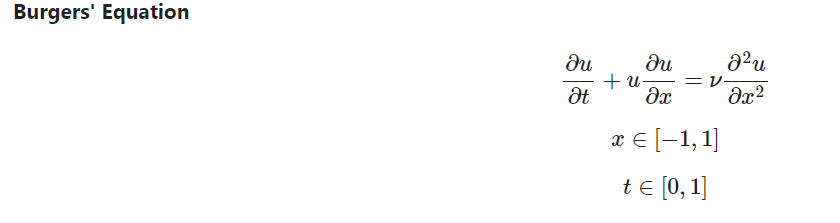 Burgers' Equation
∂u/∂t + u ∂u/∂x = ν ∂²u/∂x²
x ∈ [−1, 1]
t ∈ [0, 1]